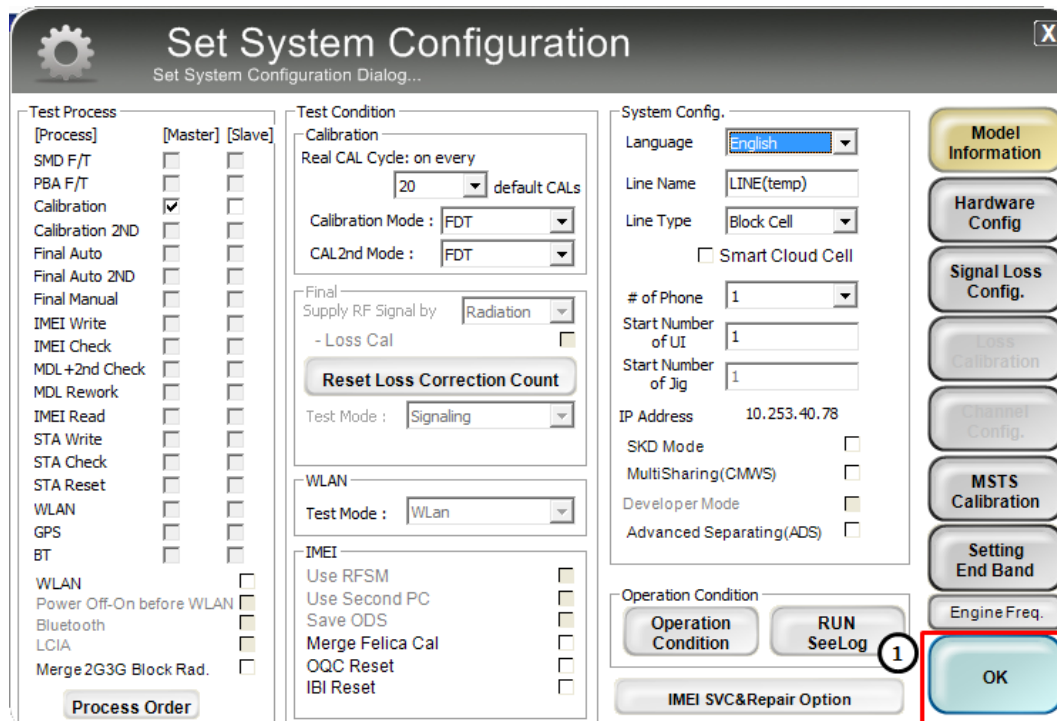 Set System Configuration
X
Set System Configuration Dialog...
Test Process
[Process] [Master] [Slave]
SMD F/T
PBA F/T
Calibration
Calibration 2ND
Final Auto
Final Auto 2ND
Final Manual
IMEI Write
IMEI Check
MDL+2nd Check
MDL Rework
IMEI Read
STA Write
STA Check
STA Reset
WLAN
GPS
BT
WLAN
Power Off-On before WLAN
Bluetooth
LCIA
Merge 2G3G Block Rad.
Process Order
Test Condition
Calibration
Real CAL Cycle: on every
20 default CALs
Calibration Mode : FDT
CAL2nd Mode : FDT
Final
Supply RF Signal by Radiation
- Loss Cal
Reset Loss Correction Count
Test Mode : Signaling
WLAN
Test Mode : WLan
IMEI
Use RFSM
Use Second PC
Save ODS
Merge Felica Cal
OQC Reset
IBI Reset
System Config.
Language English
Line Name LINE(temp)
Line Type Block Cell
Smart Cloud Cell
# of Phone 1
Start Number
of UI 1
Start Number
of Jig 1
IP Address 10.253.40.78
SKD Mode
MultiSharing(CMWS)
Developer Mode
Advanced Separating(ADS)
Operation Condition
Operation
Condition
RUN
SeeLog
1
IMEI SVC&Repair Option
Model
Information
Hardware
Config
Signal Loss
Config.
Loss
Calibration
Channel
Config.
MSTS
Calibration
Setting
End Band
Engine Freq.
OK